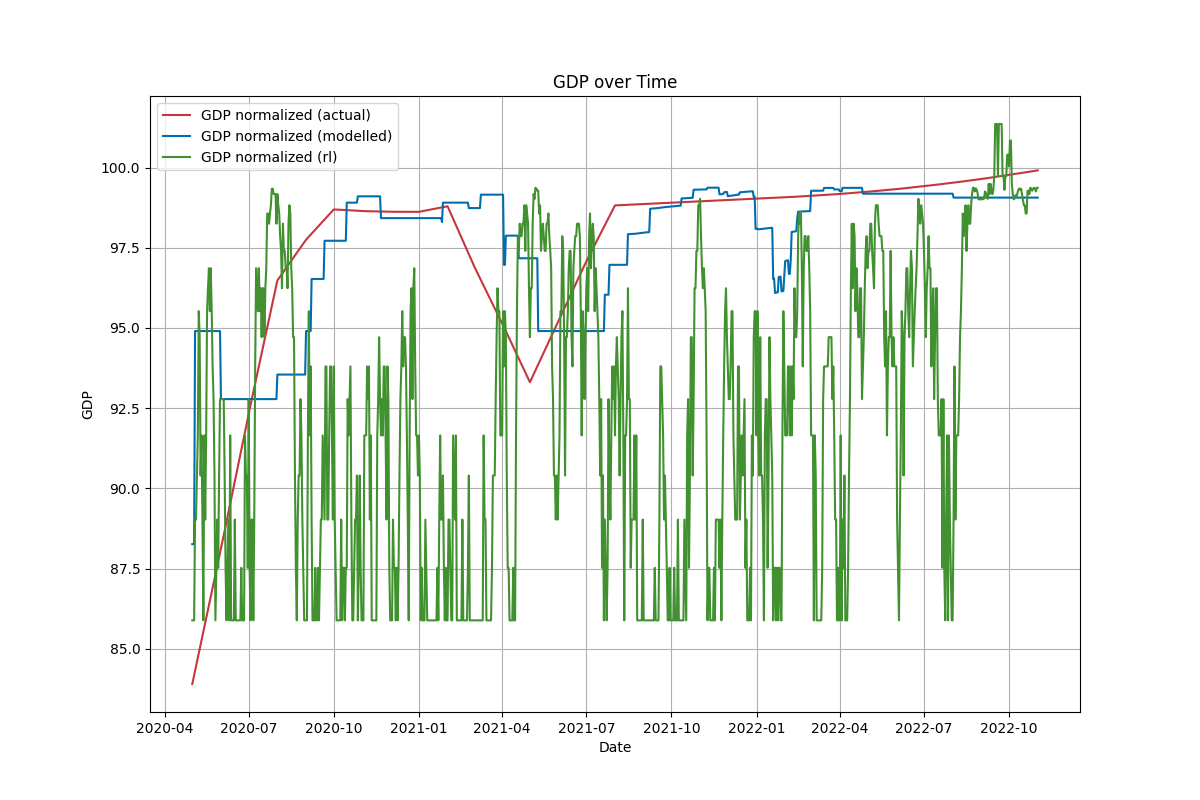 GDP over Time
GDP normalized (actual)
GDP normalized (modelled)
GDP normalized (rl)
100.0
97.5
95.0
92.5
90.0
87.5
85.0
GDP
2020-04 2020-07 2020-10 2021-01 2021-04 2021-07 2021-10 2022-01 2022-04 2022-07 2022-10
Date